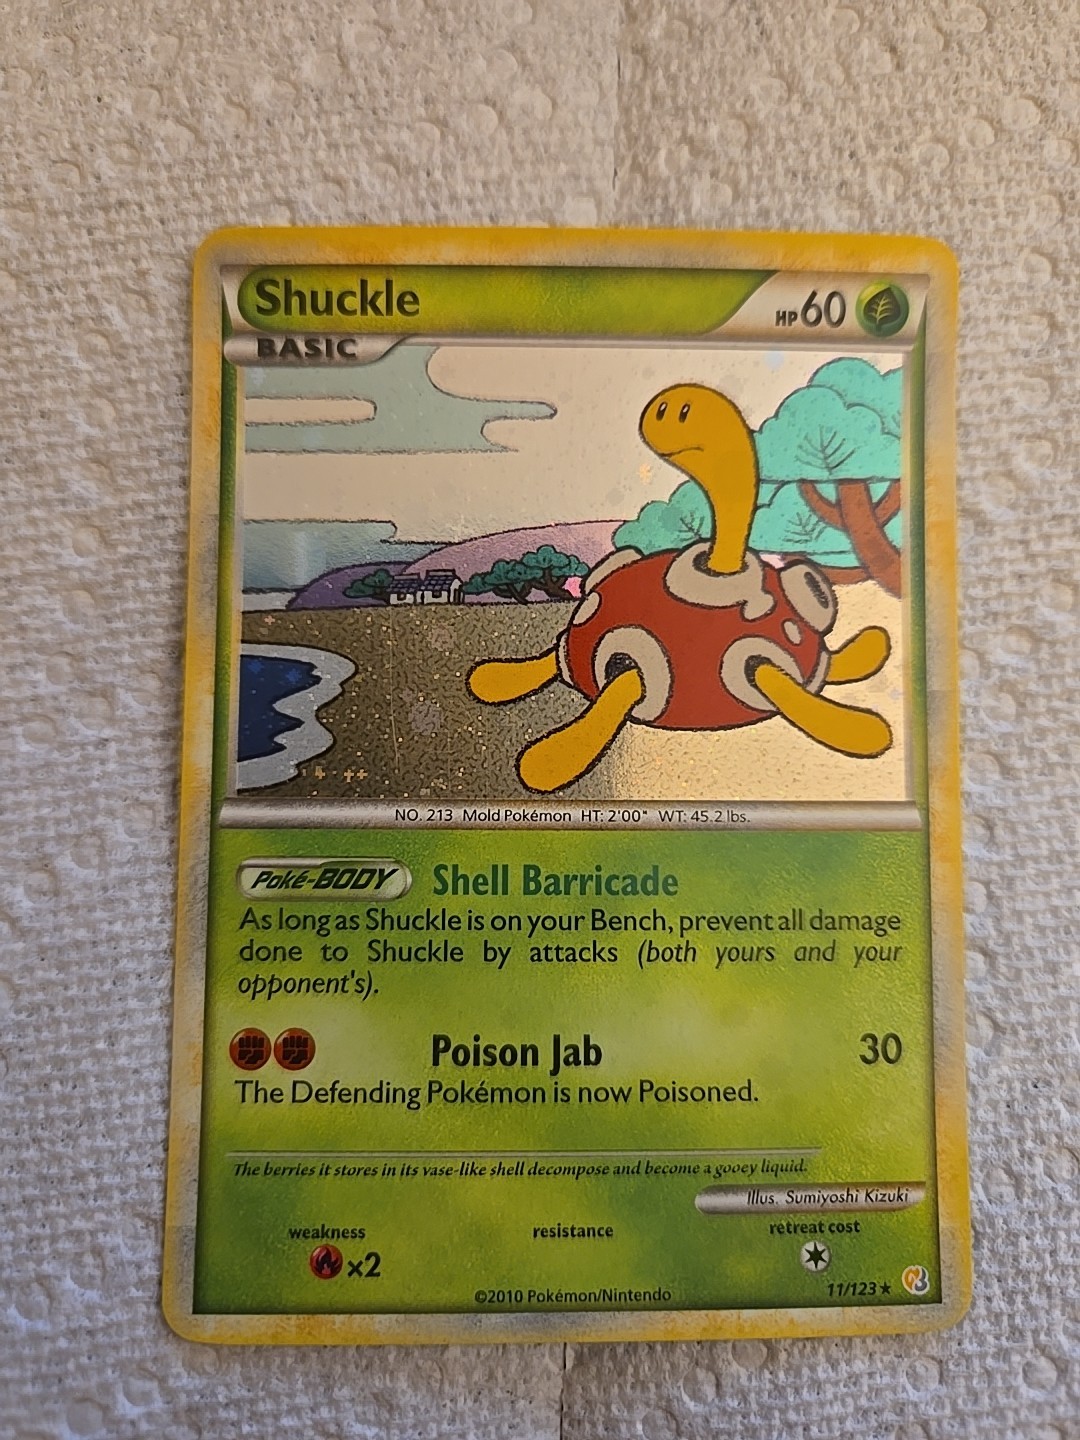 Shuckle
HP60
BASIC
NO. 213 Mold Pokémon HT: 2'00" WT: 45.2 lbs.
Poké-BODY Shell Barricade
As long as Shuckle is on your Bench, prevent all damage
done to Shuckle by attacks (both yours and your
opponent's).
Poison Jab 30
The Defending Pokémon is now Poisoned.
The berries it stores in its vase-like shell decompose and become a gooey liquid.
Illus. Sumiyoshi Kizuki
weakness resistance retreat cost
x2
©2010 Pokémon/Nintendo
11/123★